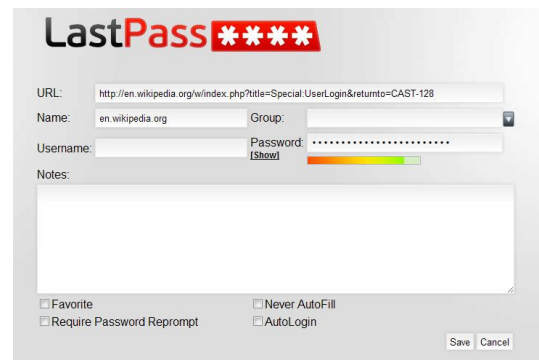 LastPass ****
URL: http://en.wikipedia.org/w/index.php?title=Special:UserLogin&returnto=CAST-128
Name: en.wikipedia.org Group:
Username: Password: ••••••••••••••••••••••••
[Show]
Notes:
Favorite Never AutoFill
Require Password Reprompt AutoLogin
Save Cancel